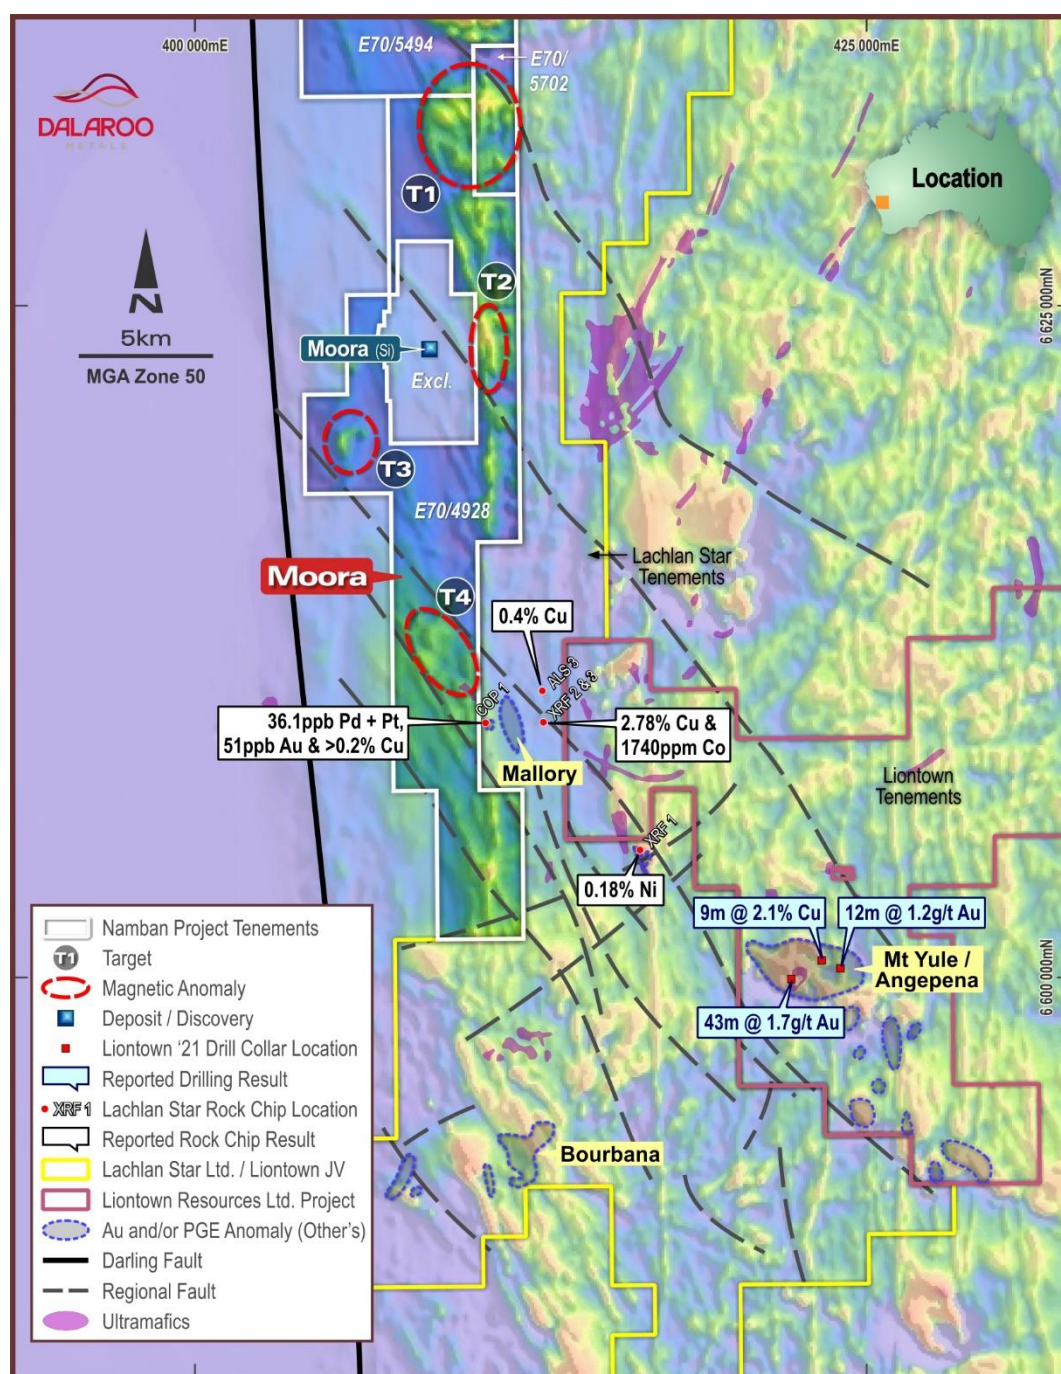 400 000mE
425 000mE
E70/5494
E70/
5702
DALAROO
METALS
Location
T1
N
5km
MGA Zone 50
T2
6 625 000mN
Moora (Si)
Excl.
T3
E70/4928
Lachlan Star
Tenements
Moora
T4
0.4% Cu
ALS 3
XRF 2 & 3
COP 1
36.1ppb Pd + Pt,
51ppb Au & >0.2% Cu
2.78% Cu &
1740ppm Co
Mallory
Liontown
Tenements
XRF 1
0.18% Ni
9m @ 2.1% Cu
12m @ 1.2g/t Au
Mt Yule /
Angepena
43m @ 1.7g/t Au
6 600 000mN
Bourbana
Namban Project Tenements
T1 Target
Magnetic Anomaly
Deposit / Discovery
Liontown '21 Drill Collar Location
Reported Drilling Result
XRF 1 Lachlan Star Rock Chip Location
Reported Rock Chip Result
Lachlan Star Ltd. / Liontown JV
Liontown Resources Ltd. Project
Au and/or PGE Anomaly (Other's)
Darling Fault
Regional Fault
Ultramafics